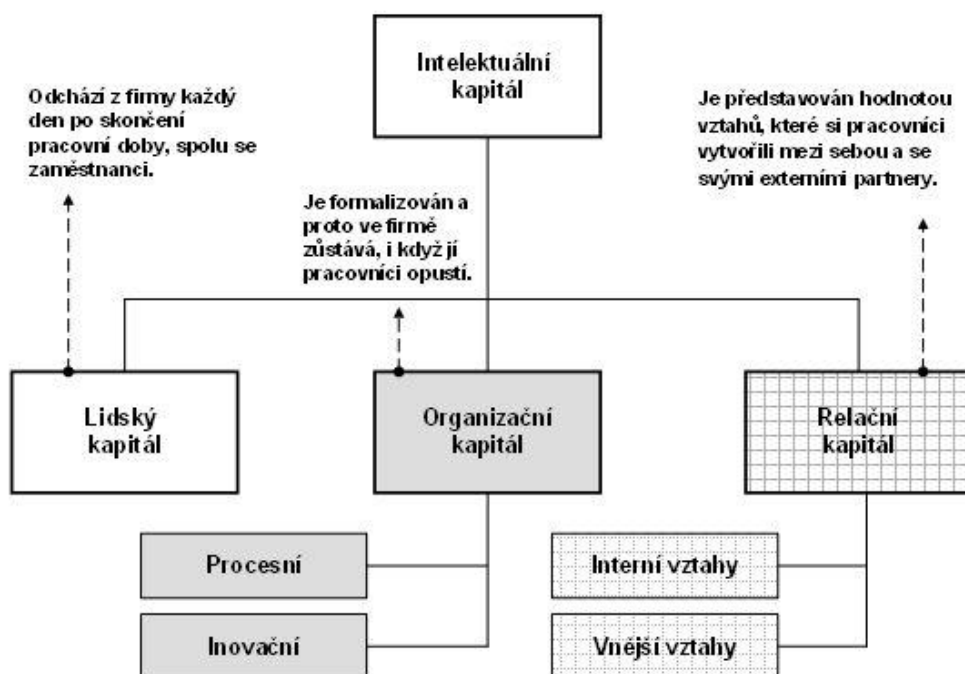 Intelektuální
kapitál
Odchází z firmy každý
den po skončení
pracovní doby, spolu se
zaměstnanci.
Je formalizován a
proto ve firmě
zůstává, i když jí
pracovníci opustí.
Je představován hodnotou
vztahů, které si pracovníci
vytvořili mezi sebou a se
svými externími partnery.
Lidský
kapitál
Organizační
kapitál
Relační
kapitál
Procesní
Inovační
Interní vztahy
Vnější vztahy